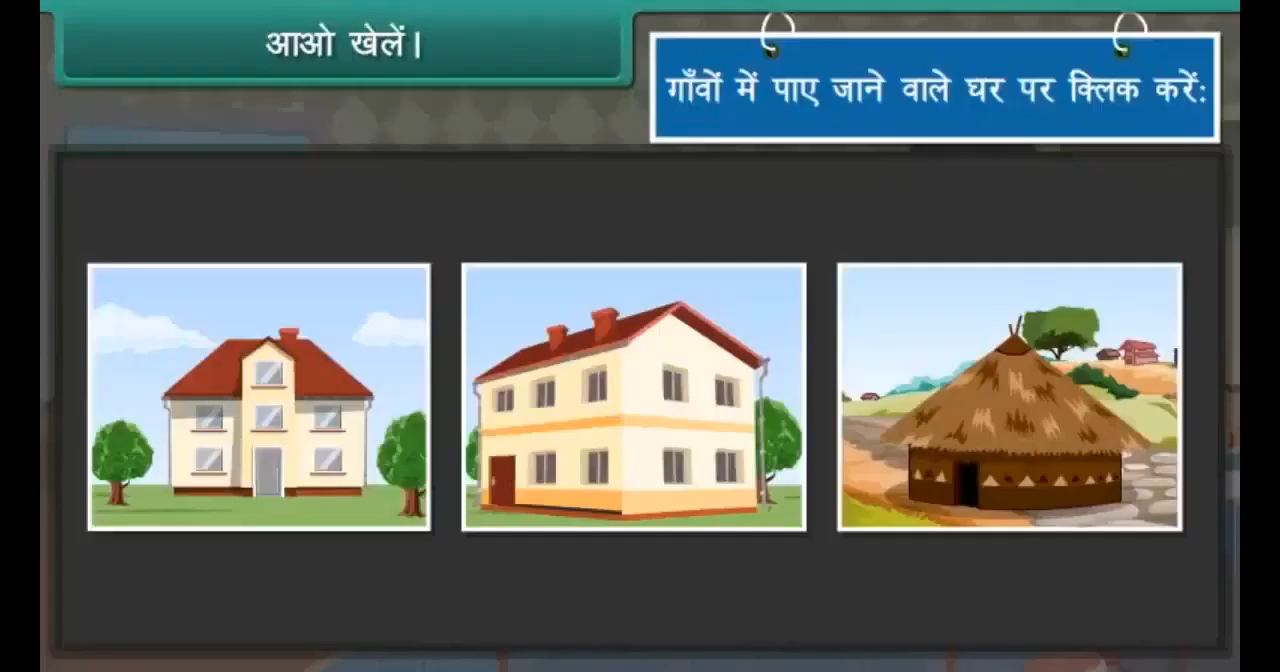 आओ खेलें।
गाँवों में पाए जाने वाले घर पर क्लिक करें: